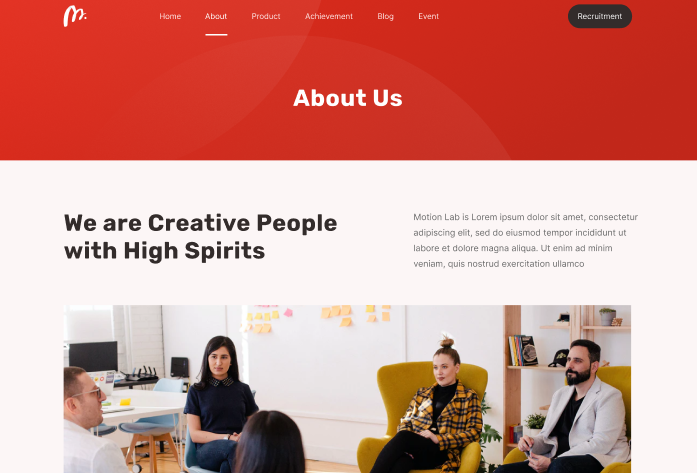 Home
About
Product
Achievement
Blog
Event
Recruitment
About Us
We are Creative People
with High Spirits
Motion Lab is Lorem ipsum dolor sit amet, consectetur
adipiscing elit, sed do eiusmod tempor incididunt ut
labore et dolore magna aliqua. Ut enim ad minim
veniam, quis nostrud exercitation ullamco